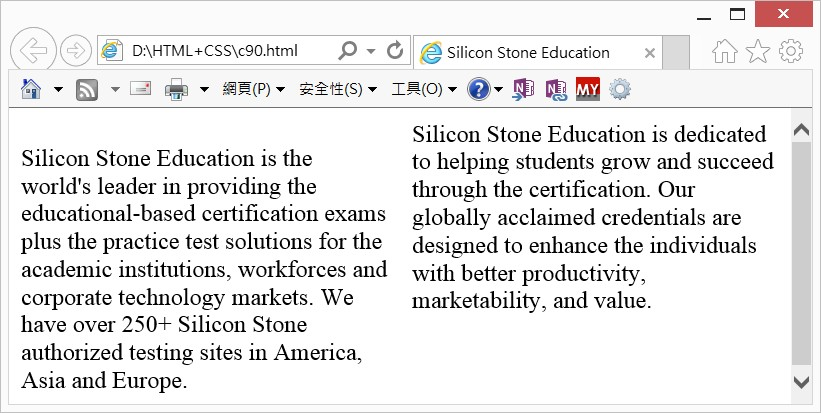 D:\HTML+CSS\c90.html
Silicon Stone Education
網頁(P)
安全性(S)
工具(O)
?
N
N
MY
Silicon Stone Education is the
world's leader in providing the
educational-based certification exams
plus the practice test solutions for the
academic institutions, workforces and
corporate technology markets. We
have over 250+ Silicon Stone
authorized testing sites in America,
Asia and Europe.
Silicon Stone Education is dedicated
to helping students grow and succeed
through the certification. Our
globally acclaimed credentials are
designed to enhance the individuals
with better productivity,
marketability, and value.